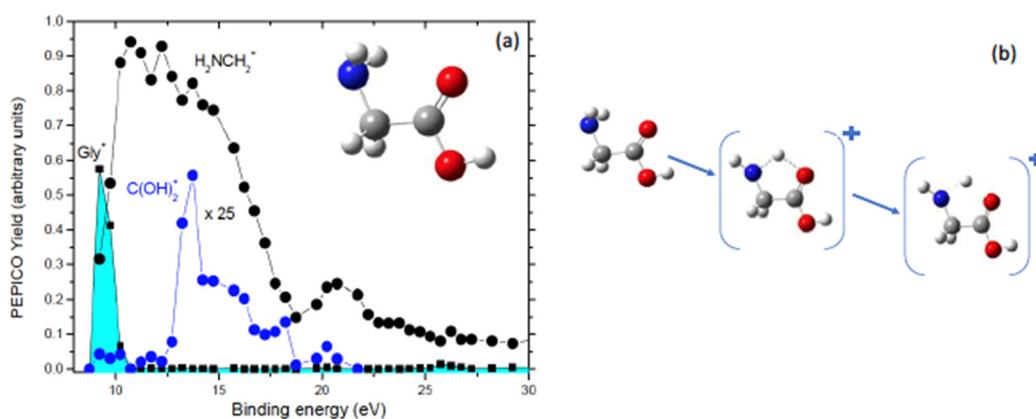 (a)
(b)
H₂NCH₂⁺
Gly⁺
C(OH)₂⁺
x 25
PEPICO Yield (arbitrary units)
1.0
0.9
0.8
0.7
0.6
0.5
0.4
0.3
0.2
0.1
0.0
10 15 20 25 30
Binding energy (eV)
+
+